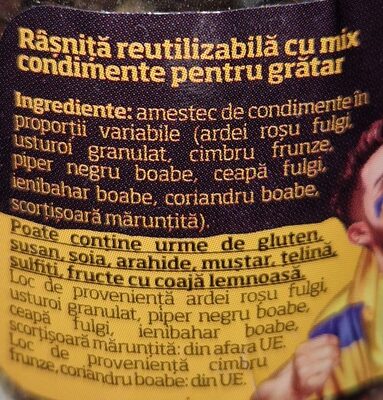 Râșniță reutilizabilă cu mix
condimente pentru grătar
Ingrediente: amestec de condimente în
proporții variabile (ardei roșu fulgi,
usturoi granulat, cimbru frunze,
piper negru boabe, ceapă fulgi,
ienibahar boabe, coriandru boabe,
scorțișoară mărunțită).
Poate conține urme de gluten,
susan, soia, arahide, muștar, telină,
sulfiți, fructe cu coajă lemnoasă.
Loc de proveniență ardei roșu fulgi,
usturoi granulat, piper negru boabe,
ceapă fulgi, ienibahar boabe,
scorțișoară mărunțită: din afara UE.
Loc de proveniență cimbru
frunze, coriandru boabe: din UE.